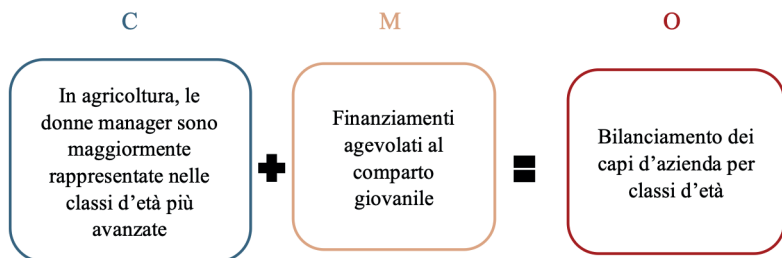 C
M
O
In agricoltura, le
donne manager sono
maggiormente
rappresentate nelle
classi d'età più
avanzate
Finanziamenti
agevolati al
comparto
giovanile
Bilanciamento dei
capi d'azienda per
classi d'età